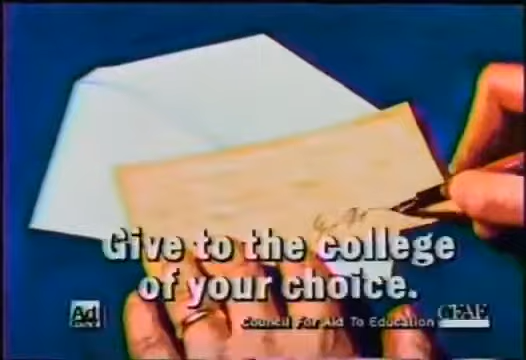 Give to the college
of your choice.
Ad
Council For Aid To Education CFAE